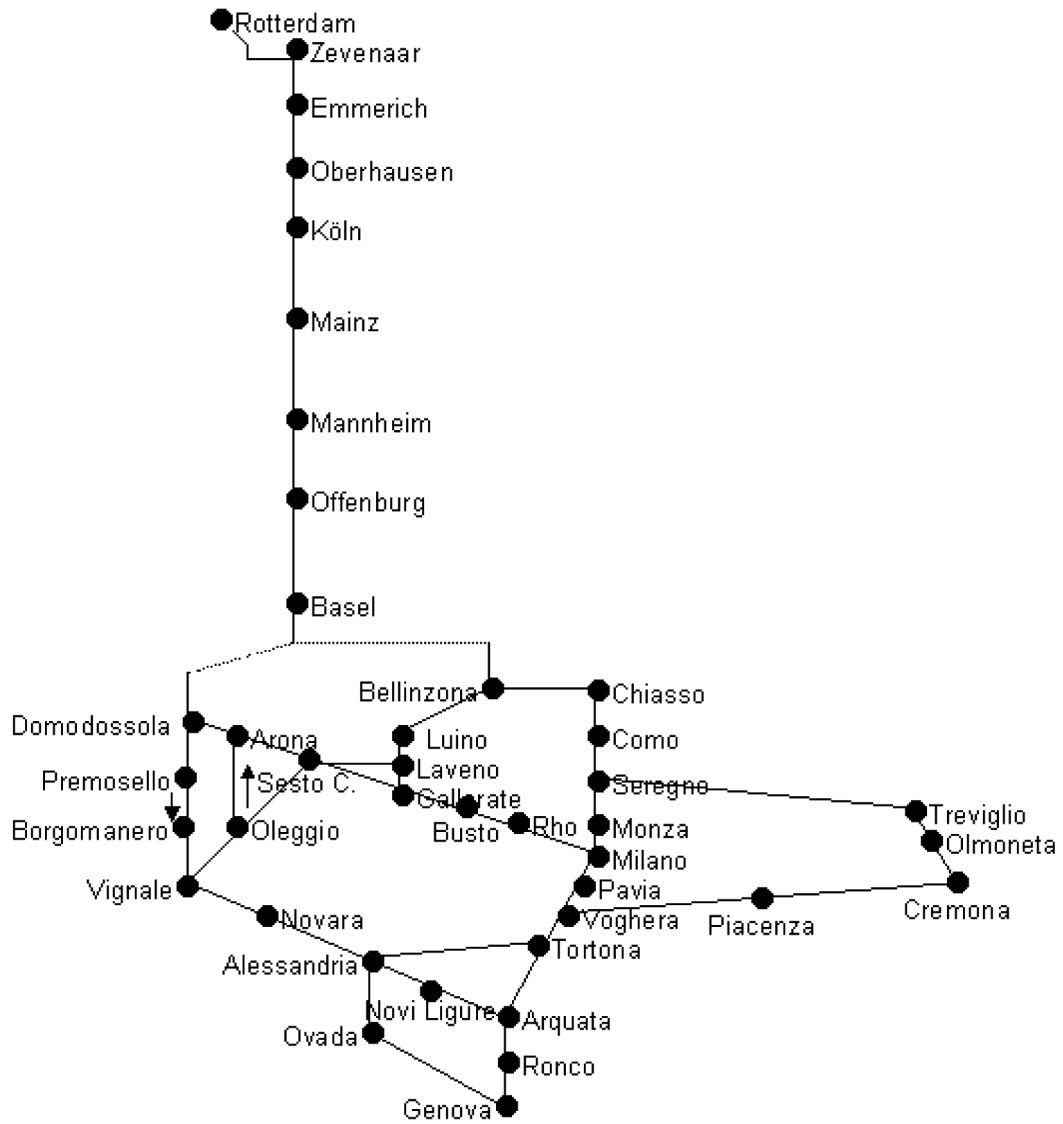 Rotterdam
Zevenaar
Emmerich
Oberhausen
Köln
Mainz
Mannheim
Offenburg
Basel
Bellinzona
Chiasso
Domodossola
Arona
Luino
Como
Premosello
Sesto C.
Laveno
Seregno
Gallarate
Borgomanero
Oleggio
Busto
Rho
Monza
Treviglio
Olmoneta
Milano
Vignale
Pavia
Cremona
Novara
Voghera
Piacenza
Alessandria
Tortona
Novi Ligure
Arquata
Ovada
Ronco
Genova